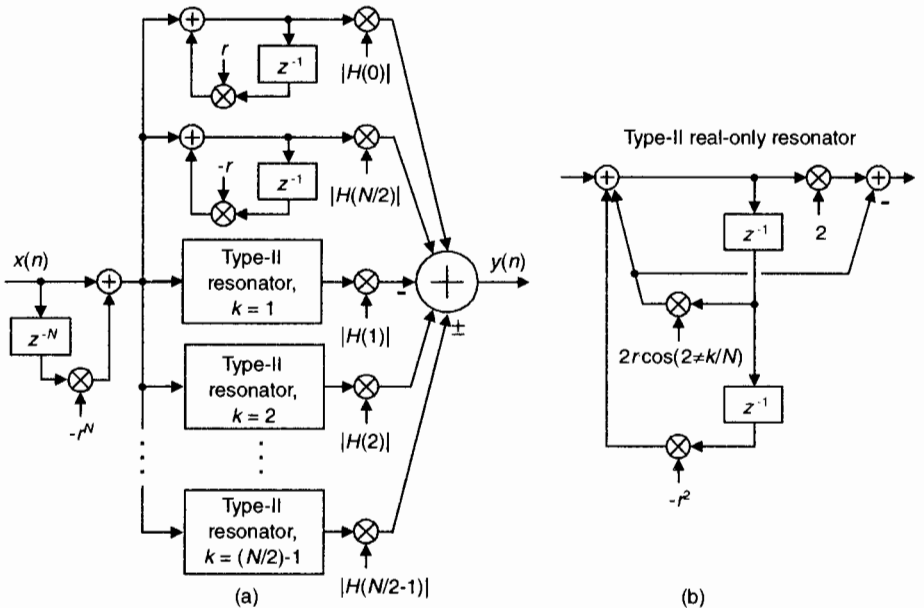 +
r
z⁻¹
|H(0)|
+
-r
z⁻¹
|H(N/2)|
x(n)
+
z⁻ᴺ
-rᴺ
Type-II
resonator,
k = 1
-
|H(1)|
Type-II
resonator,
k = 2
|H(2)|
Type-II
resonator,
k = (N/2)-1
|H(N/2-1)|
+
±
y(n)
(a)
Type-II real-only resonator
+
2
+
-
z⁻¹
2r cos(2≠k/N)
z⁻¹
-r²
(b)